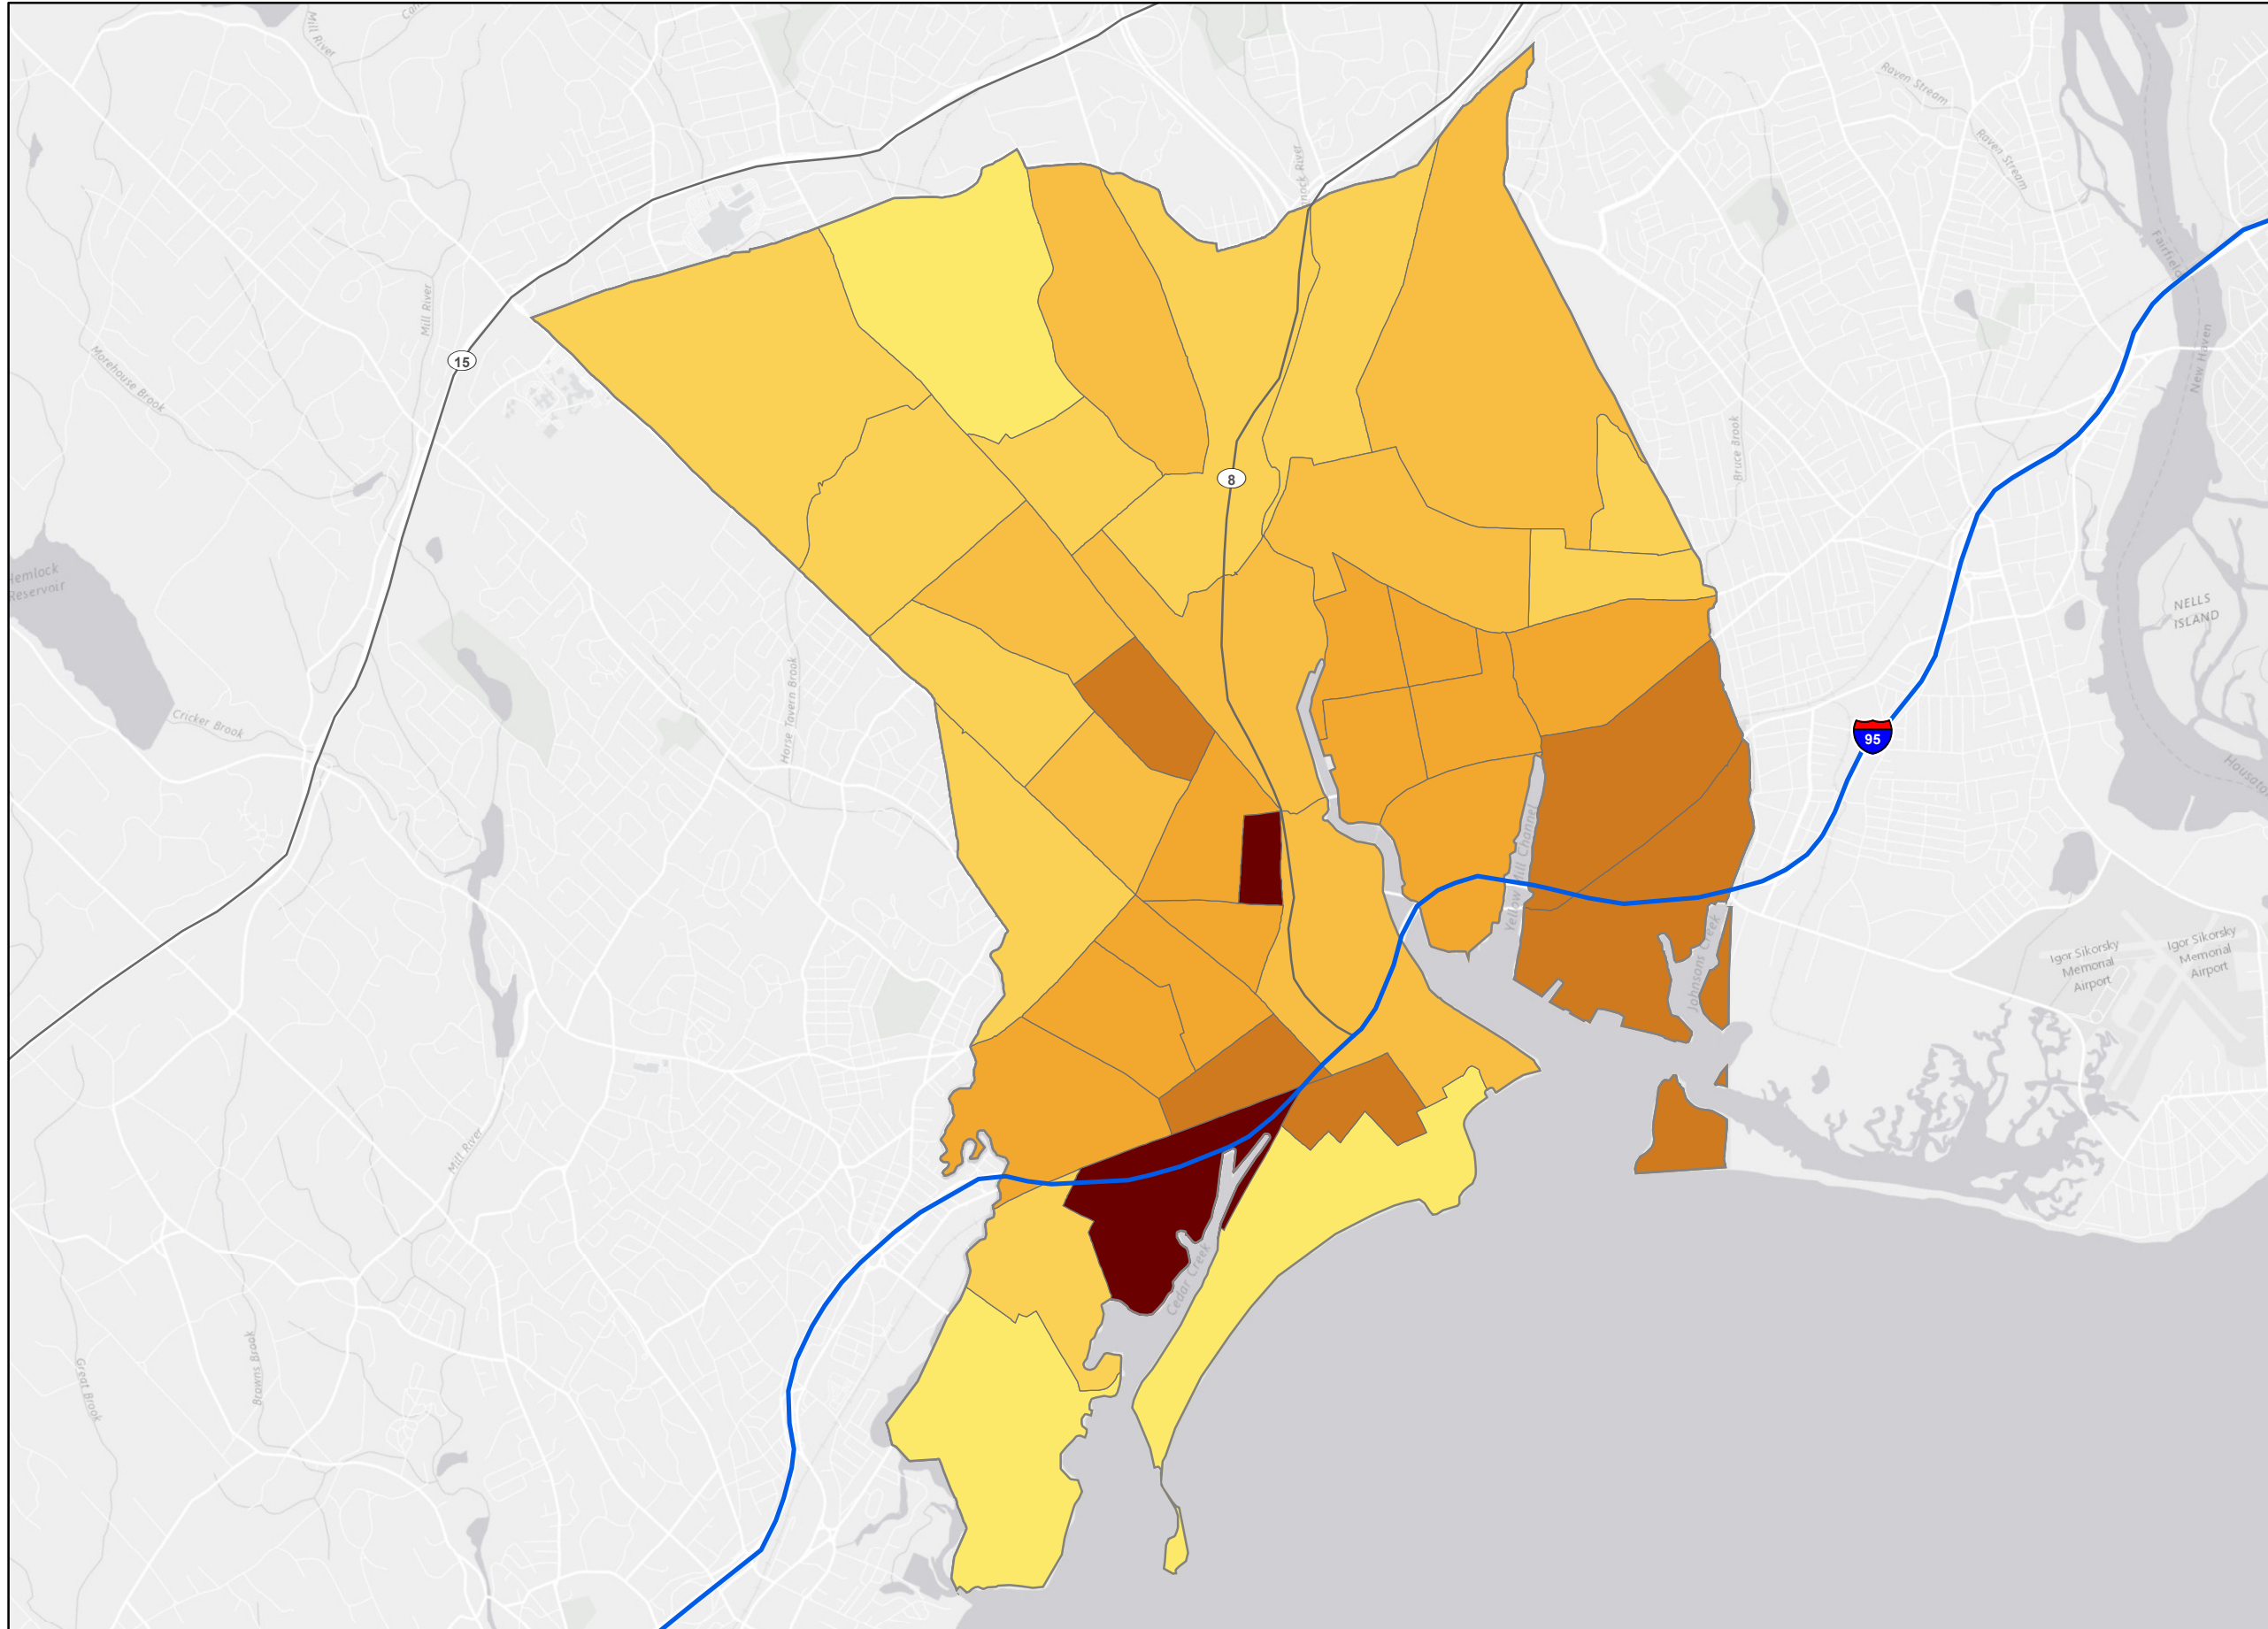 Mill River
Raven Stream
Raven Stream
Mill River
15
Morehouse Brook
8
Bruce Brook
New Haven
Fairfield
NELLS
ISLAND
Reservoir
Cricker Brook
Horse Tavern Brook
95
Yellow Mill Channel
Igor Sikorsky
Memorial
Airport
Igor Sikorsky
Memorial
Airport
Johnsons Creek
Mill River
Cedar Creek
Browns Brook
Great Brook